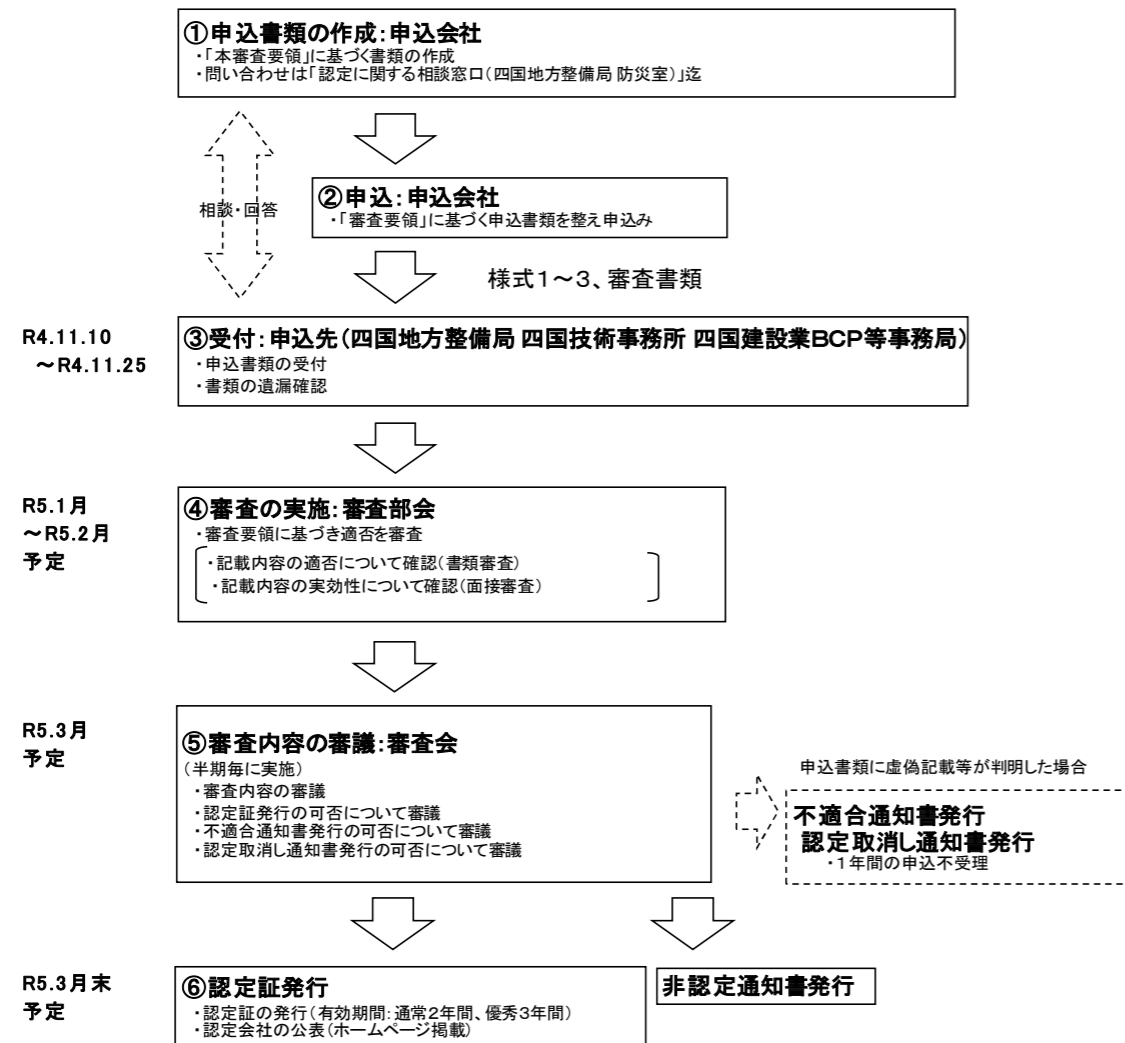 ①申込書類の作成：申込会社
・「本審査要領」に基づく書類の作成
・問い合わせは「認定に関する相談窓口（四国地方整備局 防災室）」迄
相談・回答
②申込：申込会社
・「審査要領」に基づく申込書類を整え申込み
様式１～３、審査書類
R4.11.10
～R4.11.25
③受付：申込先（四国地方整備局 四国技術事務所 四国建設業BCP等事務局）
・申込書類の受付
・書類の遺漏確認
R5.1月
～R5.2月
予定
④審査の実施：審査部会
・審査要領に基づき適否を審査
・記載内容の適否について確認（書類審査）
・記載内容の実効性について確認（面接審査）
R5.3月
予定
⑤審査内容の審議：審査会
（半期毎に実施）
・審査内容の審議
・認定証発行の可否について審議
・不適合通知書発行の可否について審議
・認定取消し通知書発行の可否について審議
申込書類に虚偽記載等が判明した場合
不適合通知書発行
認定取消し通知書発行
・１年間の申込不受理
R5.3月末
予定
⑥認定証発行
・認定証の発行（有効期間：通常２年間、優秀３年間）
・認定会社の公表（ホームページ掲載）
非認定通知書発行